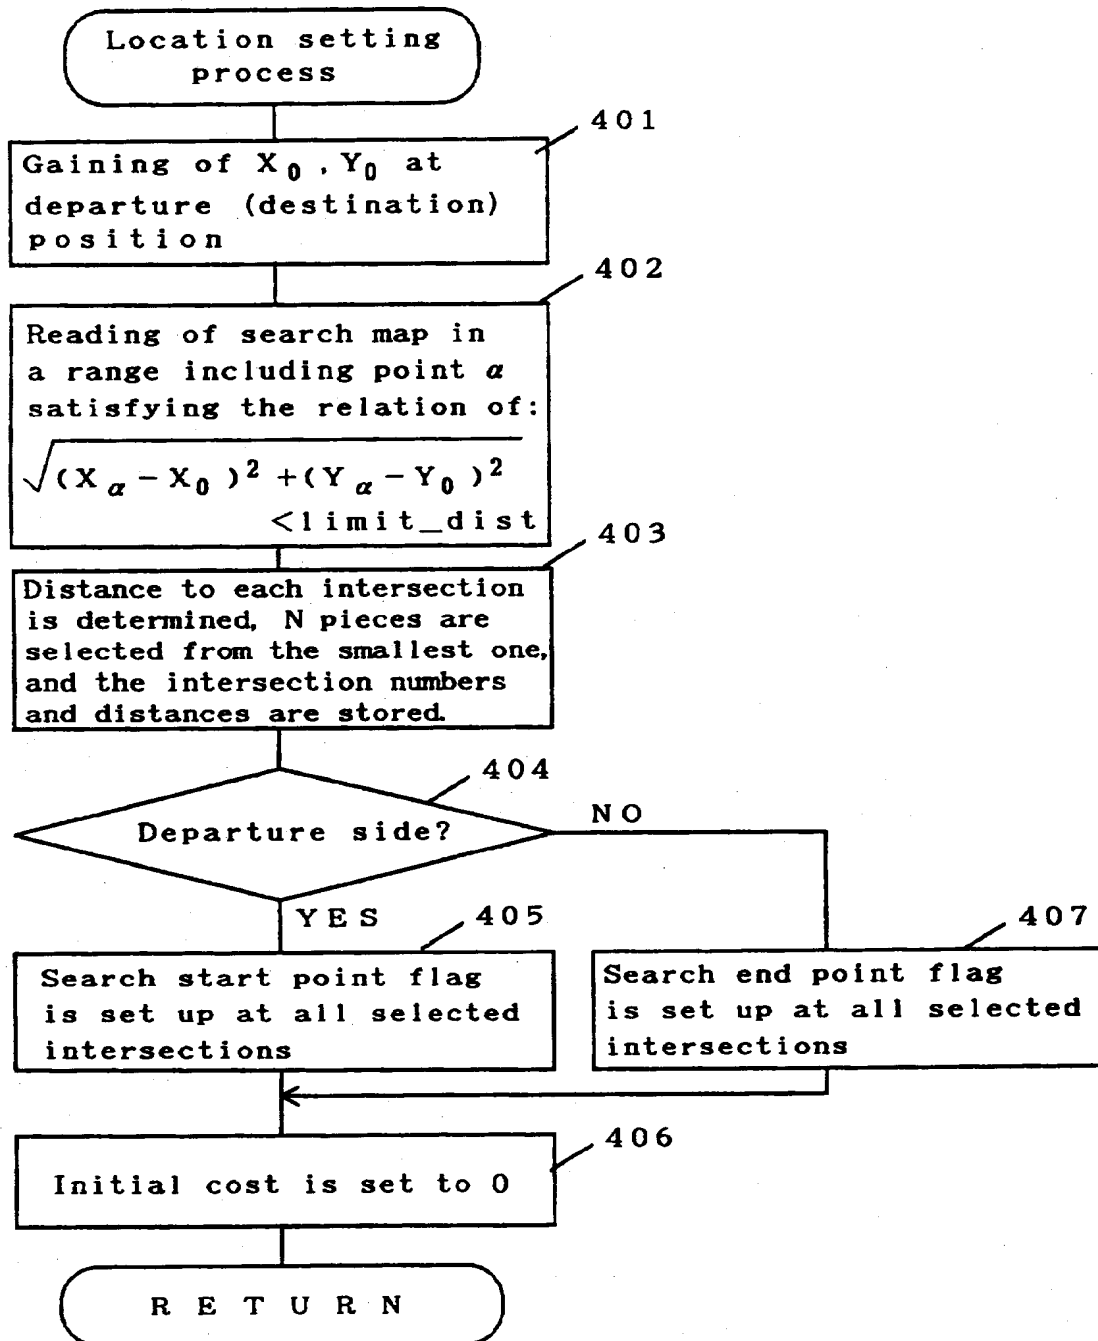 Location setting
process
401
Gaining of X₀, Y₀ at
departure (destination)
position
402
Reading of search map in
a range including point α
satisfying the relation of:
√(X_α − X₀)² + (Y_α − Y₀)²
<limit_dist
403
Distance to each intersection
is determined, N pieces are
selected from the smallest one,
and the intersection numbers
and distances are stored.
404
Departure side?
NO
YES
405
Search start point flag
is set up at all selected
intersections
407
Search end point flag
is set up at all selected
intersections
406
Initial cost is set to 0
RETURN